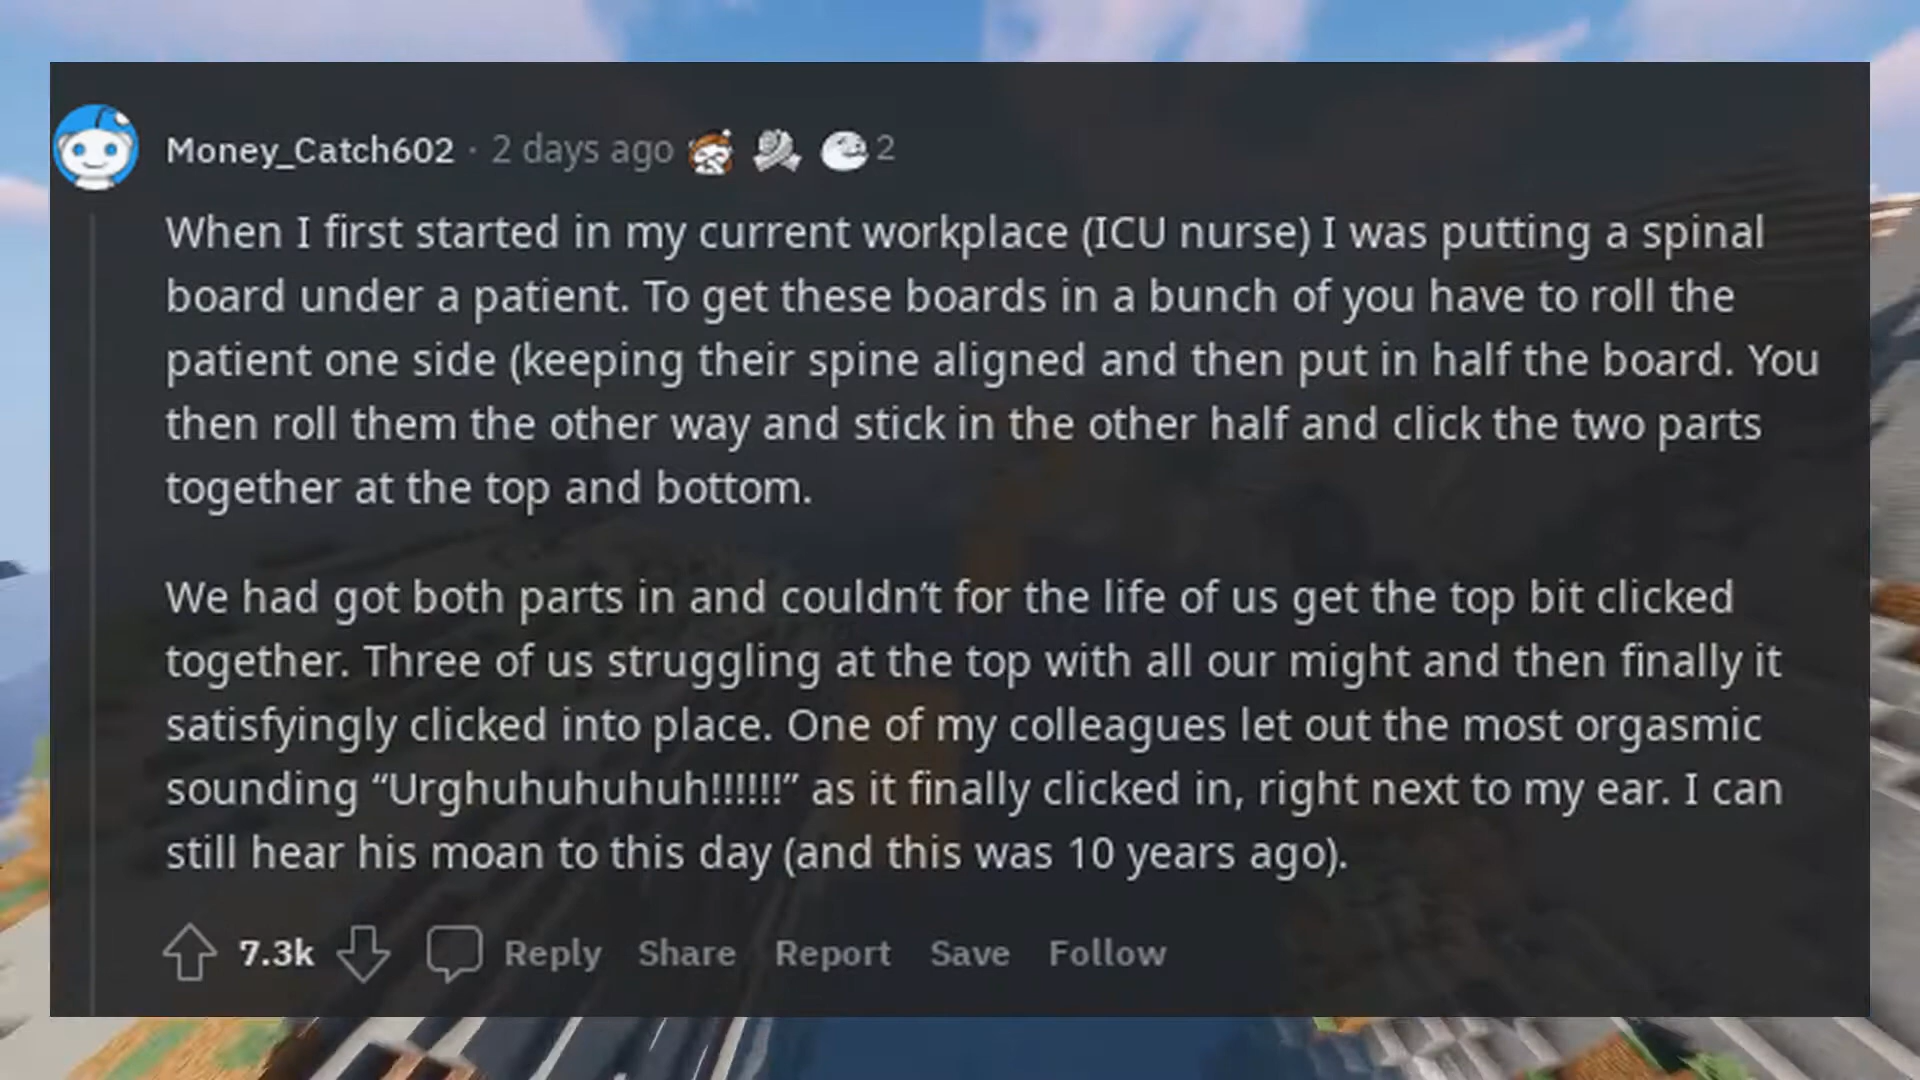 Money_Catch602 · 2 days ago 2
When I first started in my current workplace (ICU nurse) I was putting a spinal
board under a patient. To get these boards in a bunch of you have to roll the
patient one side (keeping their spine aligned and then put in half the board. You
then roll them the other way and stick in the other half and click the two parts
together at the top and bottom.
We had got both parts in and couldn’t for the life of us get the top bit clicked
together. Three of us struggling at the top with all our might and then finally it
satisfyingly clicked into place. One of my colleagues let out the most orgasmic
sounding “Urghuhuhuhuh!!!!!!” as it finally clicked in, right next to my ear. I can
still hear his moan to this day (and this was 10 years ago).
7.3k Reply Share Report Save Follow